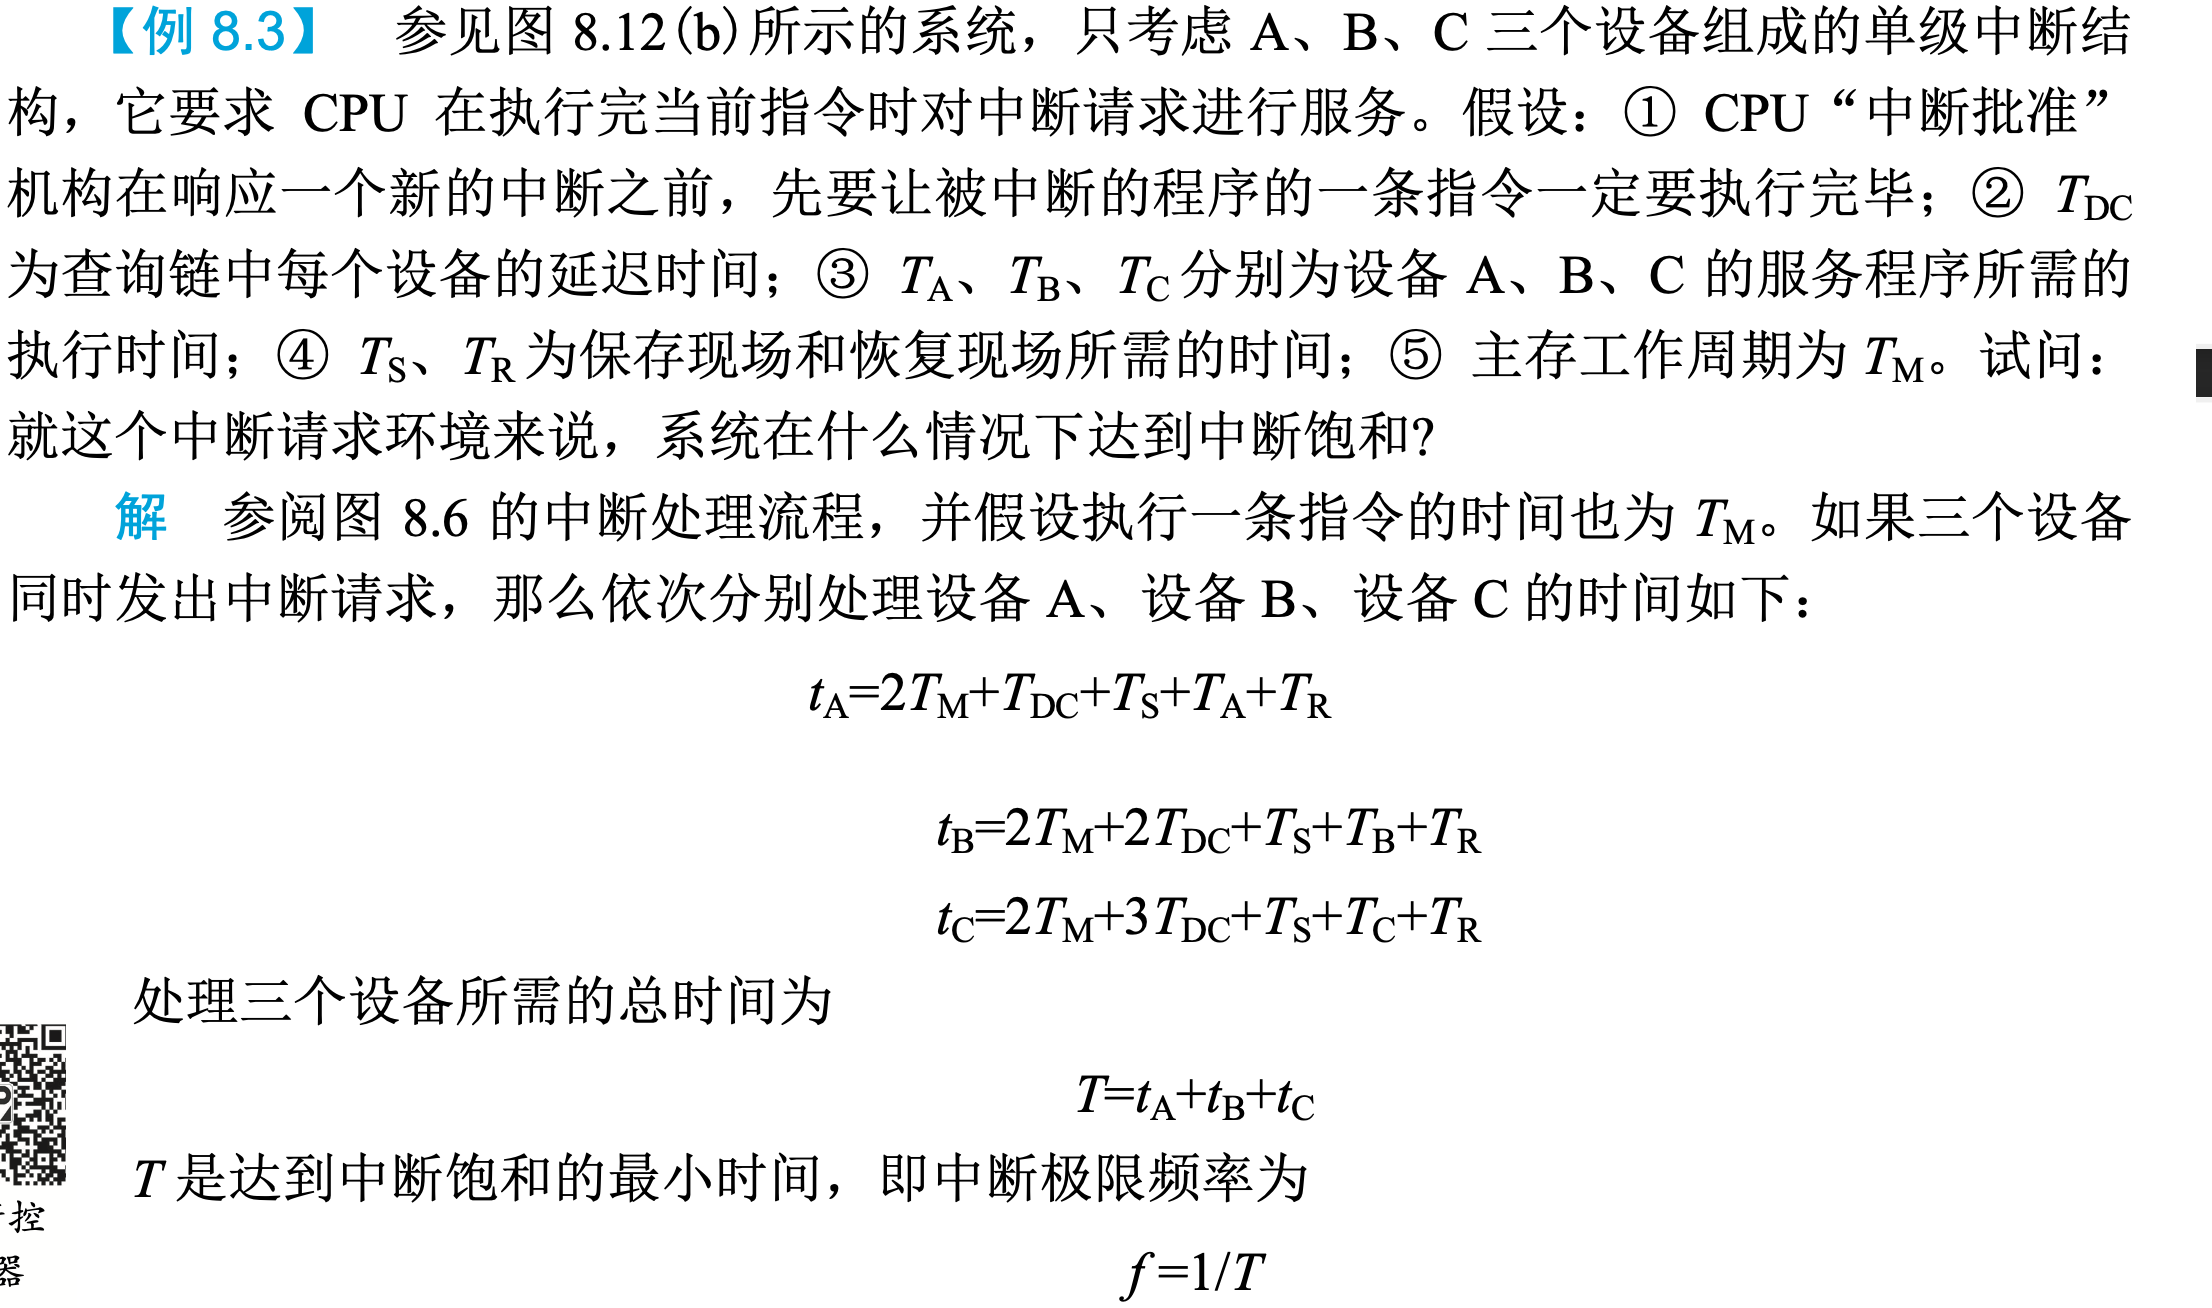 【例 8.3】 参见图 8.12(b)所示的系统，只考虑 A、B、C 三个设备组成的单级中断结
构，它要求 CPU 在执行完当前指令时对中断请求进行服务。假设：① CPU“中断批准”
机构在响应一个新的中断之前，先要让被中断的程序的一条指令一定要执行完毕；② T_DC
为查询链中每个设备的延迟时间；③ T_A、T_B、T_C 分别为设备 A、B、C 的服务程序所需的
执行时间；④ T_S、T_R 为保存现场和恢复现场所需的时间；⑤ 主存工作周期为 T_M。试问：
就这个中断请求环境来说，系统在什么情况下达到中断饱和?
解 参阅图 8.6 的中断处理流程，并假设执行一条指令的时间也为 T_M。如果三个设备
同时发出中断请求，那么依次分别处理设备 A、设备 B、设备 C 的时间如下：
t_A=2T_M+T_DC+T_S+T_A+T_R
t_B=2T_M+2T_DC+T_S+T_B+T_R
t_C=2T_M+3T_DC+T_S+T_C+T_R
处理三个设备所需的总时间为
T=t_A+t_B+t_C
T 是达到中断饱和的最小时间，即中断极限频率为
控
器
f=1/T